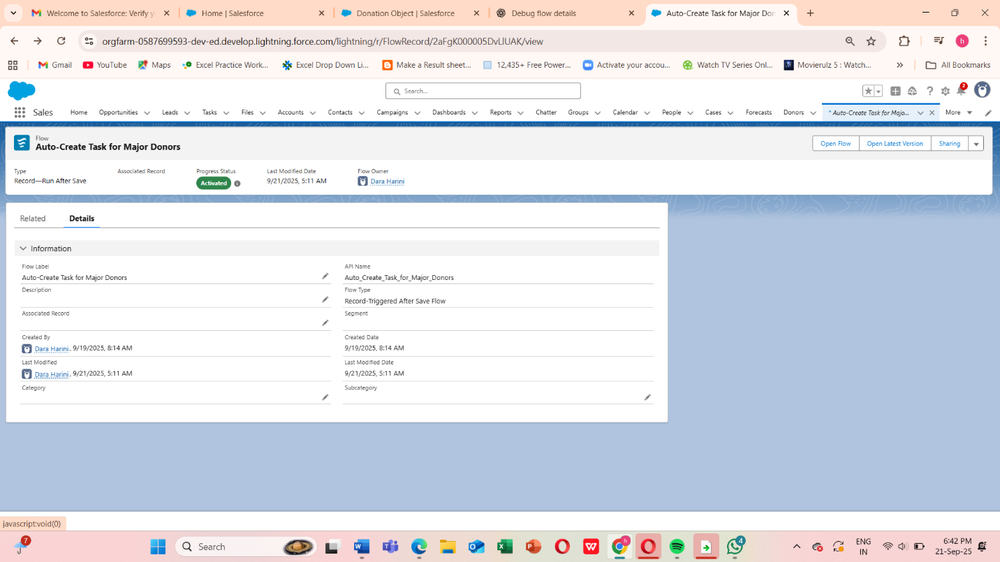 Welcome to Salesforce: Verify y
Home | Salesforce
Donation Object | Salesforce
Debug flow details
Auto-Create Task for Major Don
orgfarm-0587699593-dev-ed.develop.lightning.force.com/lightning/r/FlowRecord/2aFgK000005DvLlUAK/view
h
Gmail
YouTube
Maps
Excel Practice Work...
Excel Drop Down Li...
Make a Result sheet...
12,435+ Free Power...
Activate your accou...
Watch TV Series Onl...
Movierulz 5 : Watch...
All Bookmarks
Search...
2
Sales
Home
Opportunities
Leads
Tasks
Files
Accounts
Contacts
Campaigns
Dashboards
Reports
Chatter
Groups
Calendar
People
Cases
Forecasts
Donors
* Auto-Create Task for Majo...
More
Flow
Auto-Create Task for Major Donors
Open Flow
Open Latest Version
Sharing
Type
Record—Run After Save
Associated Record
Progress Status
Activated
Last Modified Date
9/21/2025, 5:11 AM
Flow Owner
Dara Harini
Related
Details
Information
Flow Label
Auto-Create Task for Major Donors
API Name
Auto_Create_Task_for_Major_Donors
Description
Flow Type
Record-Triggered After Save Flow
Associated Record
Segment
Created By
Dara Harini, 9/19/2025, 8:14 AM
Created Date
9/19/2025, 8:14 AM
Last Modified
Dara Harini, 9/21/2025, 5:11 AM
Last Modified Date
9/21/2025, 5:11 AM
Category
Subcategory
javascript:void(0)
7
Search
h
4
ENG
IN
6:42 PM
21-Sep-25